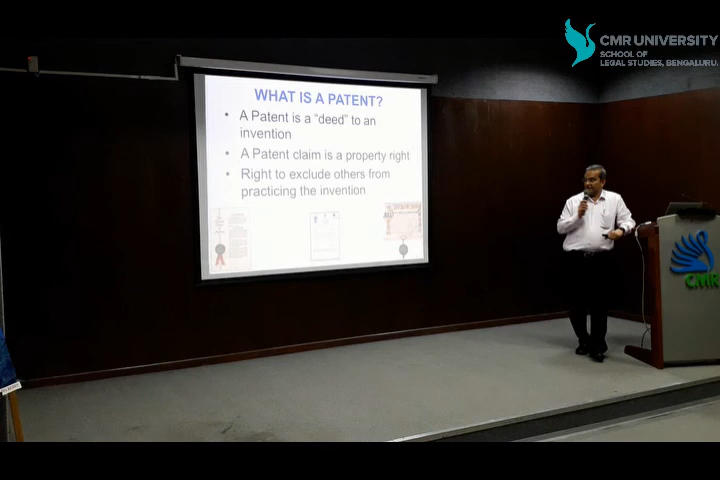 CMR UNIVERSITY
SCHOOL OF
LEGAL STUDIES, BENGALURU.
WHAT IS A PATENT?
• A Patent is a “deed” to an
invention
• A Patent claim is a property right
• Right to exclude others from
practicing the invention
CMR